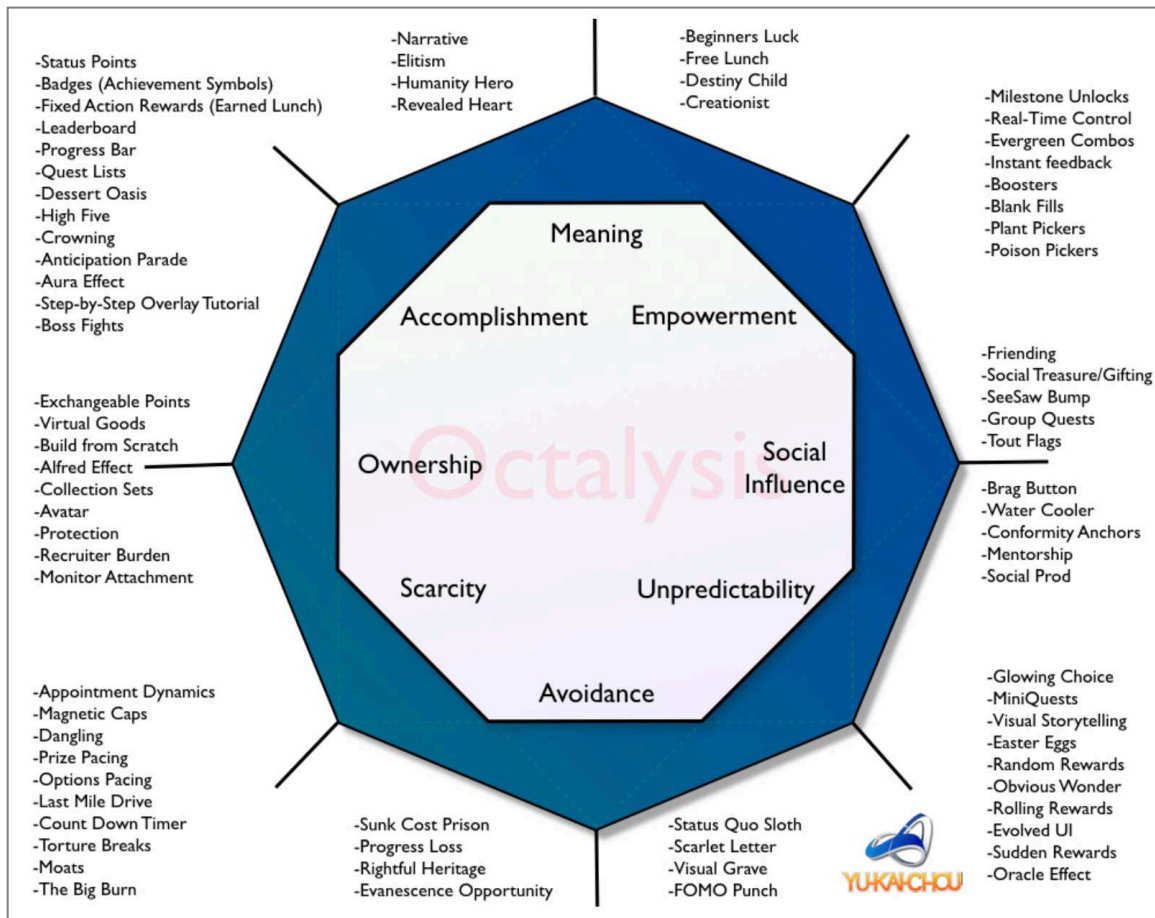 -Narrative
-Elitism
-Humanity Hero
-Revealed Heart
-Beginners Luck
-Free Lunch
-Destiny Child
-Creationist
-Status Points
-Badges (Achievement Symbols)
-Fixed Action Rewards (Earned Lunch)
-Leaderboard
-Progress Bar
-Quest Lists
-Dessert Oasis
-High Five
-Crowning
-Anticipation Parade
-Aura Effect
-Step-by-Step Overlay Tutorial
-Boss Fights
-Milestone Unlocks
-Real-Time Control
-Evergreen Combos
-Instant feedback
-Boosters
-Blank Fills
-Plant Pickers
-Poison Pickers
Meaning
Accomplishment
Empowerment
-Exchangeable Points
-Virtual Goods
-Build from Scratch
-Alfred Effect
-Collection Sets
-Avatar
-Protection
-Recruiter Burden
-Monitor Attachment
Ownership
Octalysis
Social
Influence
-Friending
-Social Treasure/Gifting
-SeeSaw Bump
-Group Quests
-Tout Flags
-Brag Button
-Water Cooler
-Conformity Anchors
-Mentorship
-Social Prod
Scarcity
Unpredictability
Avoidance
-Appointment Dynamics
-Magnetic Caps
-Dangling
-Prize Pacing
-Options Pacing
-Last Mile Drive
-Count Down Timer
-Torture Breaks
-Moats
-The Big Burn
-Sunk Cost Prison
-Progress Loss
-Rightful Heritage
-Evanescence Opportunity
-Status Quo Sloth
-Scarlet Letter
-Visual Grave
-FOMO Punch
YU-KAI-CHOU
-Glowing Choice
-MiniQuests
-Visual Storytelling
-Easter Eggs
-Random Rewards
-Obvious Wonder
-Rolling Rewards
-Evolved UI
-Sudden Rewards
-Oracle Effect